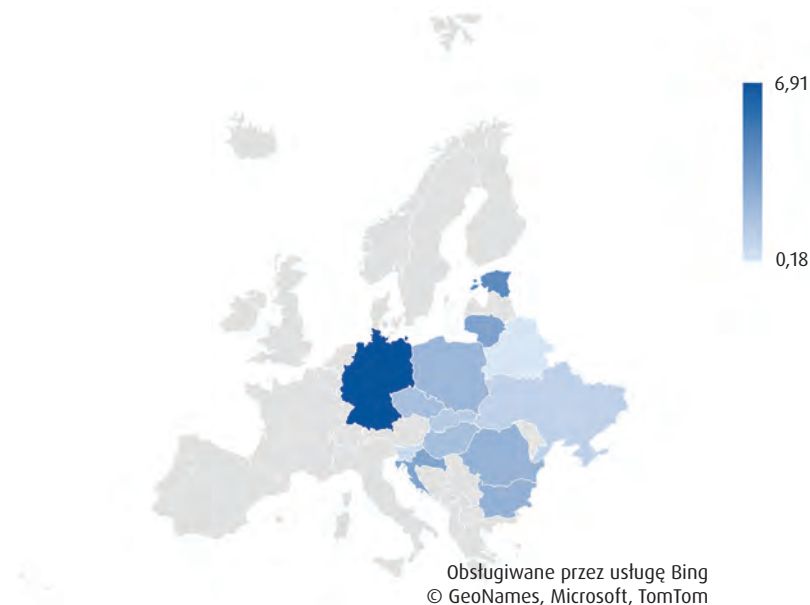 6,91
0,18
Obsługiwane przez usługę Bing
© GeoNames, Microsoft, TomTom